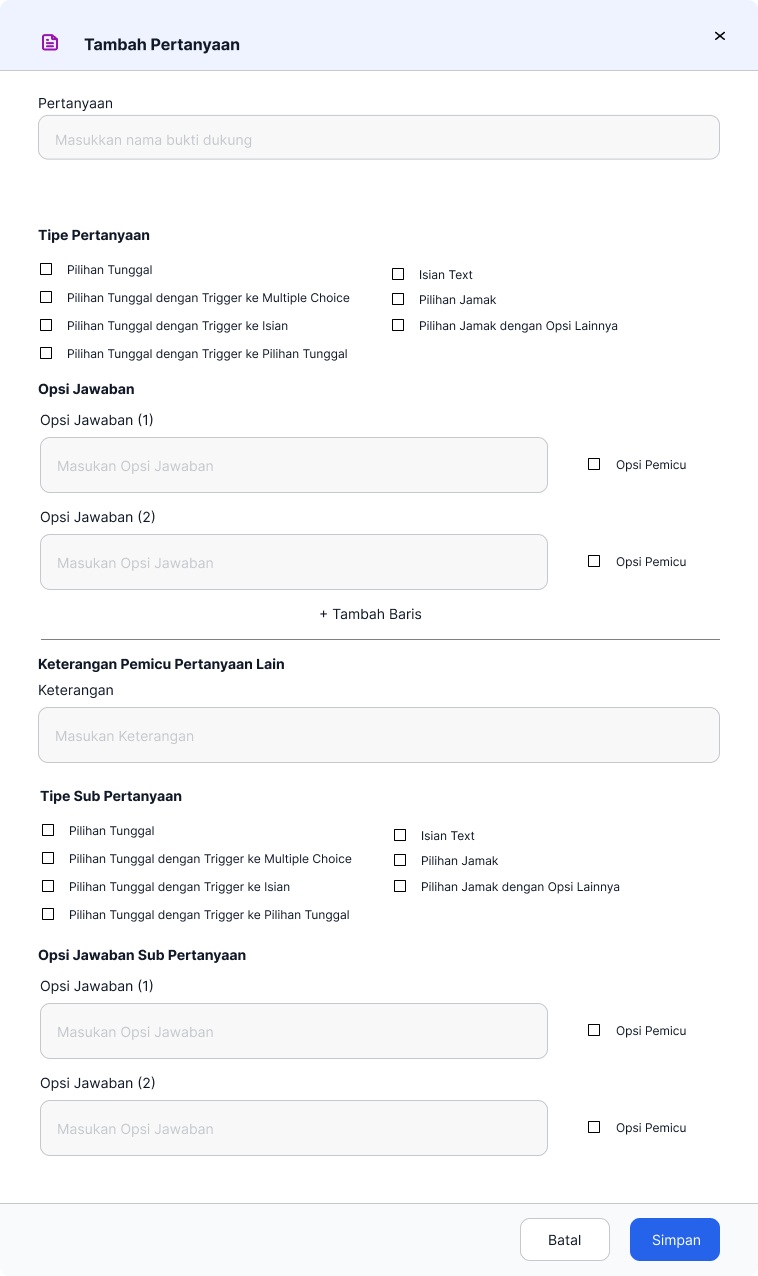 Tambah Pertanyaan
Pertanyaan
Masukkan nama bukti dukung
Tipe Pertanyaan
Pilihan Tunggal
Pilihan Tunggal dengan Trigger ke Multiple Choice
Pilihan Tunggal dengan Trigger ke Isian
Pilihan Tunggal dengan Trigger ke Pilihan Tunggal
Isian Text
Pilihan Jamak
Pilihan Jamak dengan Opsi Lainnya
Opsi Jawaban
Opsi Jawaban (1)
Masukan Opsi Jawaban
Opsi Pemicu
Opsi Jawaban (2)
Masukan Opsi Jawaban
Opsi Pemicu
+ Tambah Baris
Keterangan Pemicu Pertanyaan Lain
Keterangan
Masukan Keterangan
Tipe Sub Pertanyaan
Pilihan Tunggal
Pilihan Tunggal dengan Trigger ke Multiple Choice
Pilihan Tunggal dengan Trigger ke Isian
Pilihan Tunggal dengan Trigger ke Pilihan Tunggal
Isian Text
Pilihan Jamak
Pilihan Jamak dengan Opsi Lainnya
Opsi Jawaban Sub Pertanyaan
Opsi Jawaban (1)
Masukan Opsi Jawaban
Opsi Pemicu
Opsi Jawaban (2)
Masukan Opsi Jawaban
Opsi Pemicu
Batal
Simpan